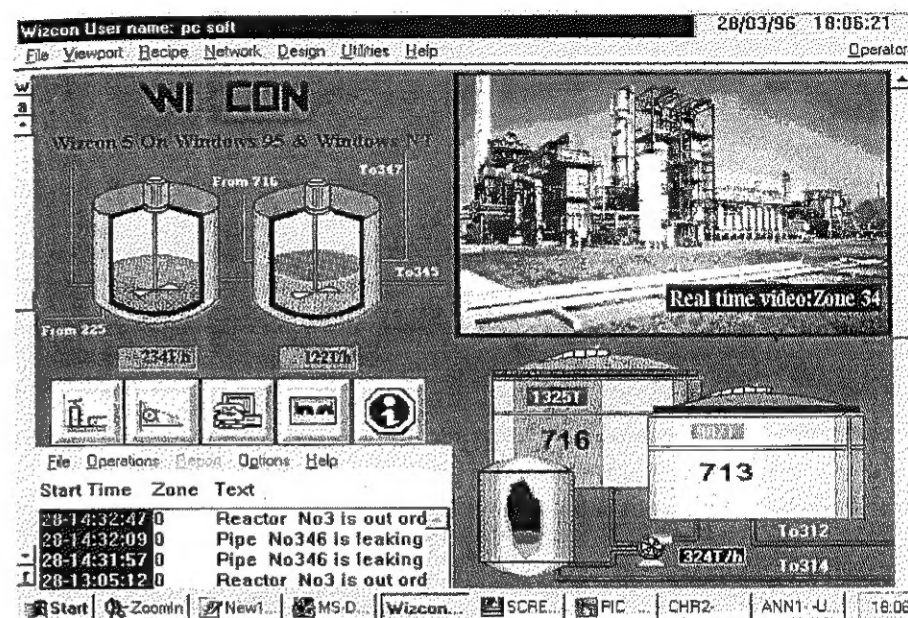 Wizcon User name: pc soft
28/03/96 18:06:21
File Viewport Recipe Network Design Utilities Help
Operator
WI CON
Wizcon 5 On Windows 95 & Windows NT
From 716
To347
To345
From 225
234T/h
122T/h
Real time video:Zone 34
1325T
716
713
324T/h
To312
To314
File Operations Report Options Help
Start Time Zone Text
28-14:32:47 0 Reactor No3 is out ord
28-14:32:09 0 Pipe No346 is leaking
28-14:31:57 0 Pipe No346 is leaking
28-13:05:12 0 Reactor No3 is out ord
Start ZoomIn New1... MS-D... Wizcon... SCRE... PIC CHR2- ANN1- -U... 18:06